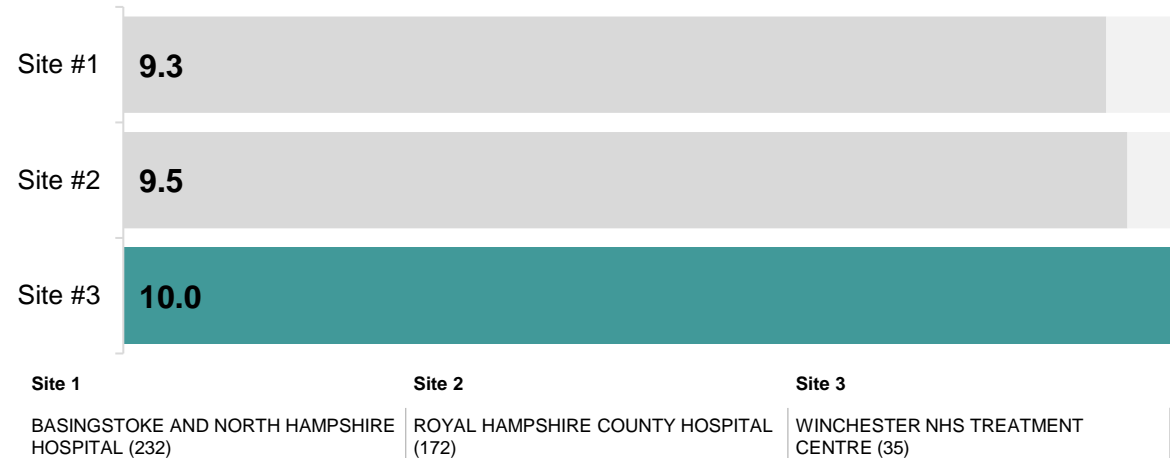 Site #1 9.3
Site #2 9.5
Site #3 10.0
Site 1
BASINGSTOKE AND NORTH HAMPSHIRE
HOSPITAL (232)
Site 2
ROYAL HAMPSHIRE COUNTY HOSPITAL
(172)
Site 3
WINCHESTER NHS TREATMENT
CENTRE (35)